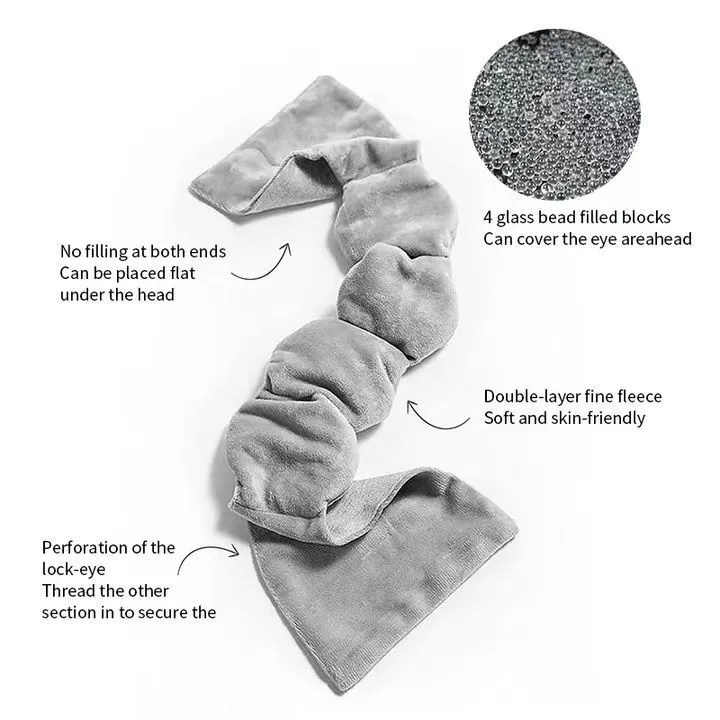 4 glass bead filled blocks
Can cover the eye areahead
No filling at both ends
Can be placed flat
under the head
Double-layer fine fleece
Soft and skin-friendly
Perforation of the
lock-eye
Thread the other
section in to secure the